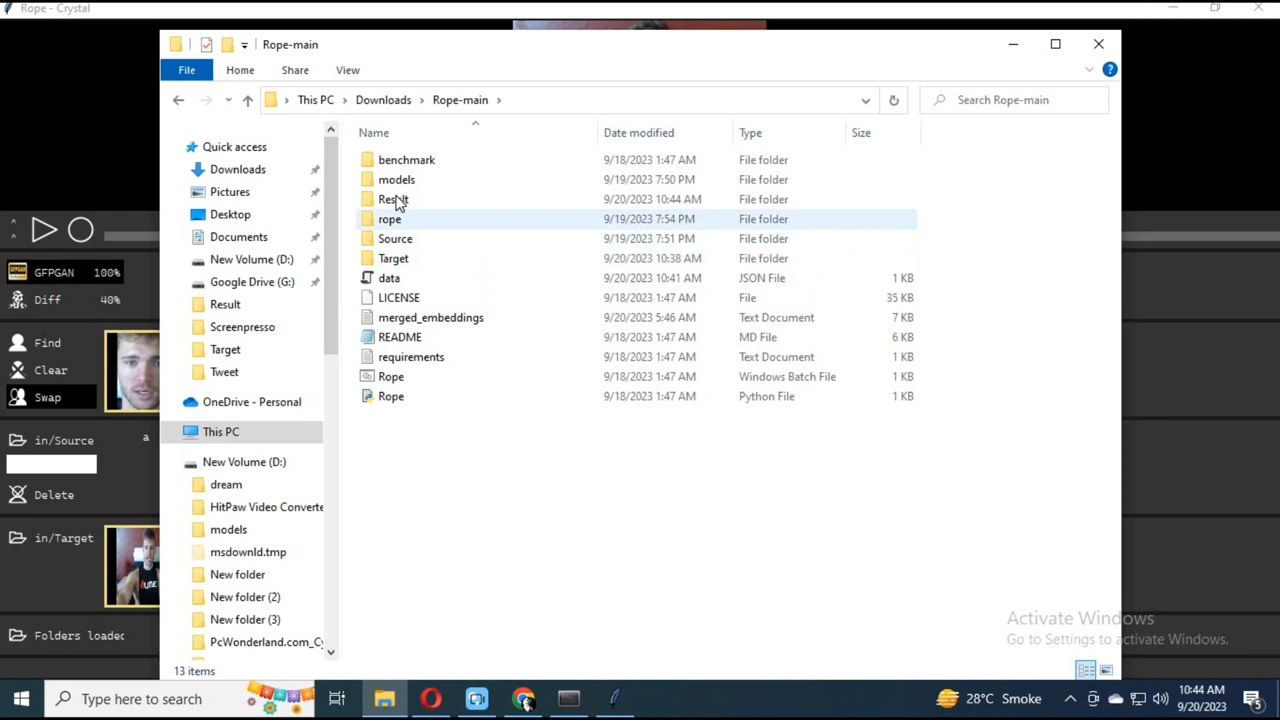 Rope - Crystal
Rope-main
File Home Share View
This PC Downloads Rope-main Search Rope-main
Name Date modified Type Size
Quick access
Downloads
Pictures
Desktop
Documents
New Volume (D:)
Google Drive (G:)
Result
Screenpresso
Target
Tweet
OneDrive - Personal
This PC
New Volume (D:)
dream
HitPaw Video Converte
models
msdownld.tmp
New folder
New folder (2)
New folder (3)
PcWonderland.com_Cy
benchmark 9/18/2023 1:47 AM File folder
models 9/19/2023 7:50 PM File folder
Result 9/20/2023 10:44 AM File folder
rope 9/19/2023 7:54 PM File folder
Source 9/19/2023 7:51 PM File folder
Target 9/20/2023 10:38 AM File folder
data 9/20/2023 10:41 AM JSON File 1 KB
LICENSE 9/18/2023 1:47 AM File 35 KB
merged_embeddings 9/20/2023 5:46 AM Text Document 7 KB
README 9/18/2023 1:47 AM MD File 6 KB
requirements 9/18/2023 1:47 AM Text Document 1 KB
Rope 9/18/2023 1:47 AM Windows Batch File 1 KB
Rope 9/18/2023 1:47 AM Python File 1 KB
13 items
GFPGAN 100%
Diff 40%
Find
Clear
Swap
in/Source a
Delete
in/Target
Folders loaded
Activate Windows
Go to Settings to activate Windows.
Type here to search
28°C Smoke
10:44 AM
9/20/2023
5